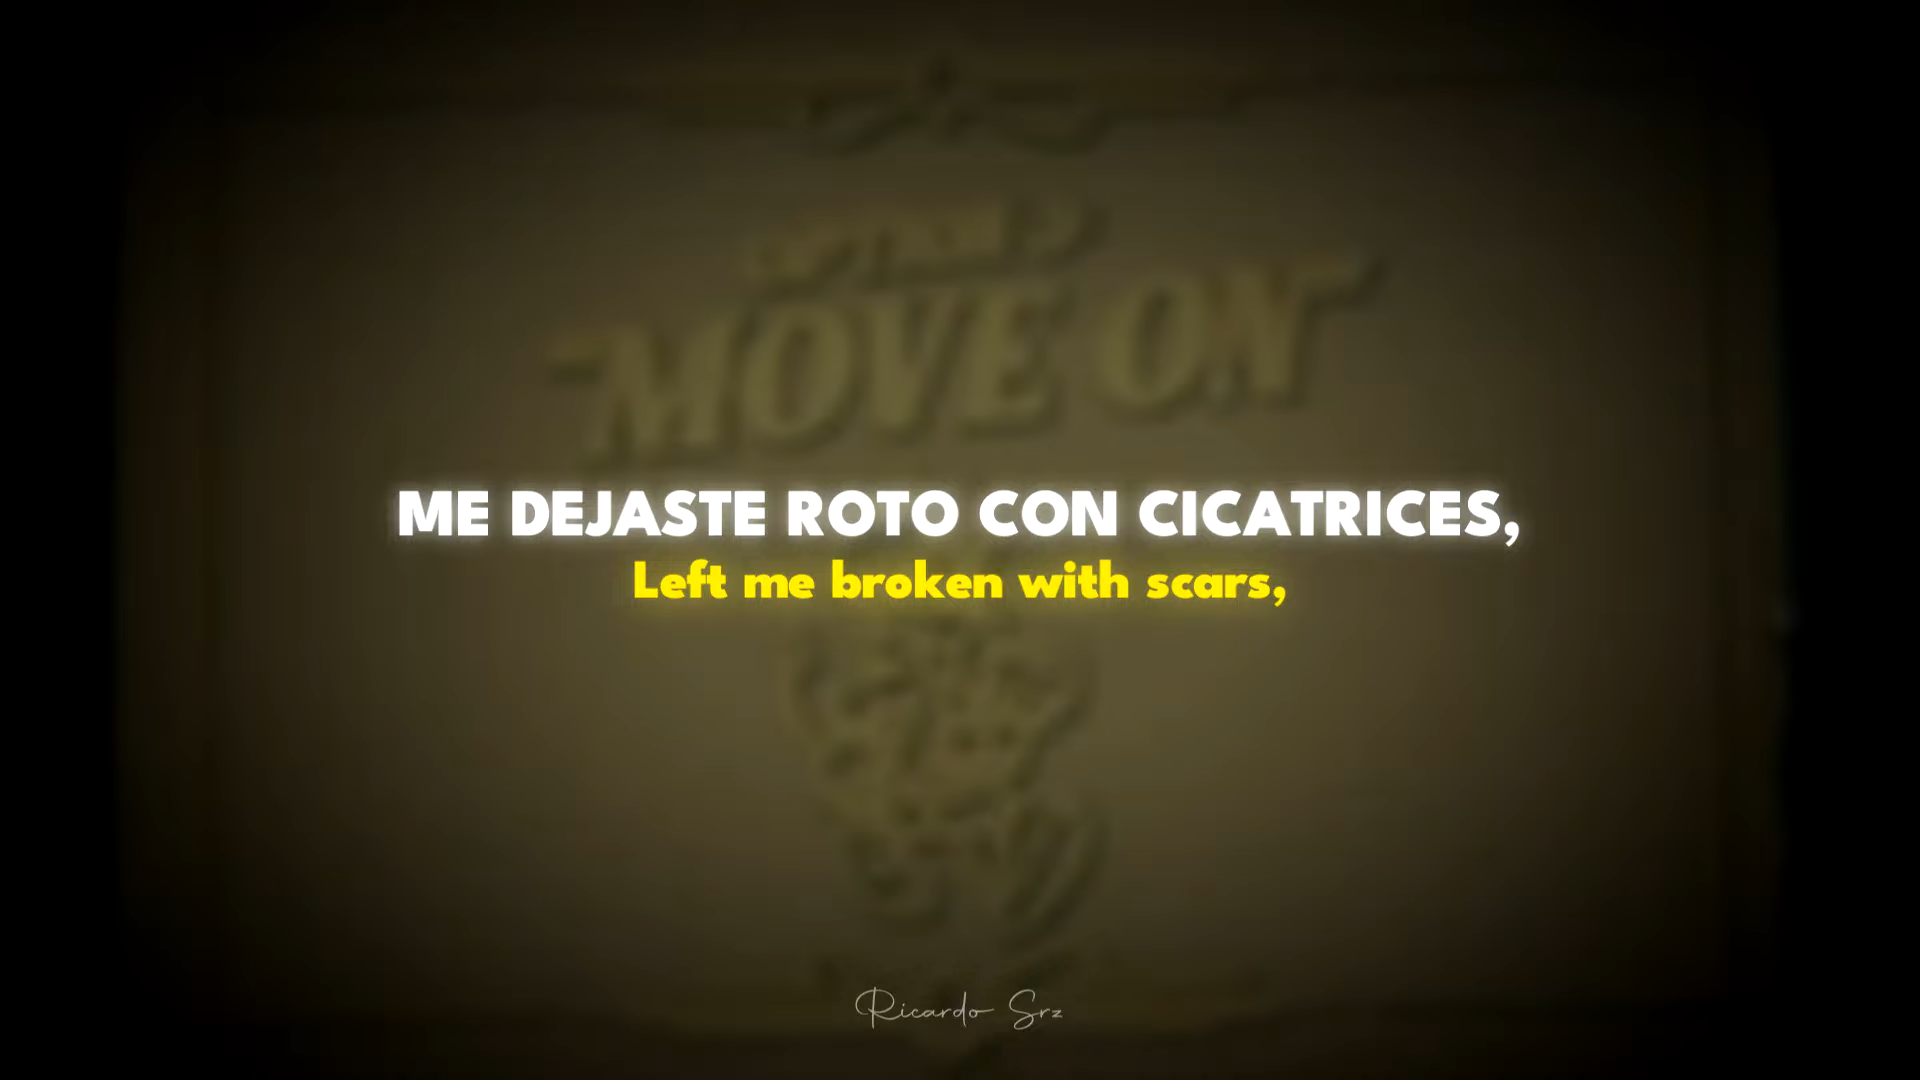 MOVE ON
ME DEJASTE ROTO CON CICATRICES,
Left me broken with scars,
Ricardo Srz